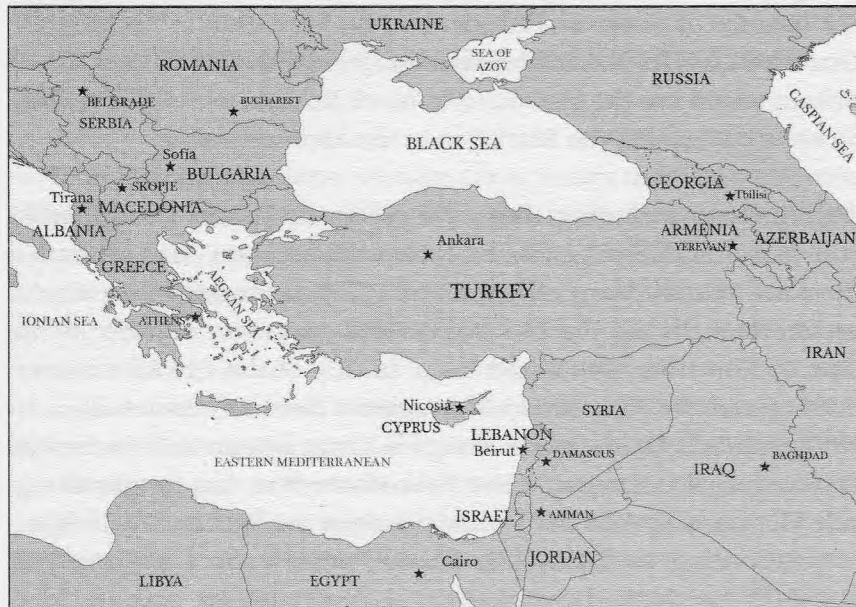 UKRAINE
SEA OF
AZOV
ROMANIA
RUSSIA
CASPIAN SEA
BELGRADE
BUCHAREST
SERBIA
BLACK SEA
Sofia
BULGARIA
SKOPJE
GEORGIA
Tbilisi
Tirana
MACEDONIA
ALBANIA
ARMENIA
AZERBAIJAN
YEREVAN
Ankara
GREECE
AEGEAN SEA
TURKEY
IONIAN SEA
ATHENS
IRAN
Nicosia
CYPRUS
SYRIA
LEBANON
Beirut
DAMASCUS
BAGHDAD
EASTERN MEDITERRANEAN
IRAQ
ISRAEL
AMMAN
JORDAN
Cairo
LIBYA
EGYPT